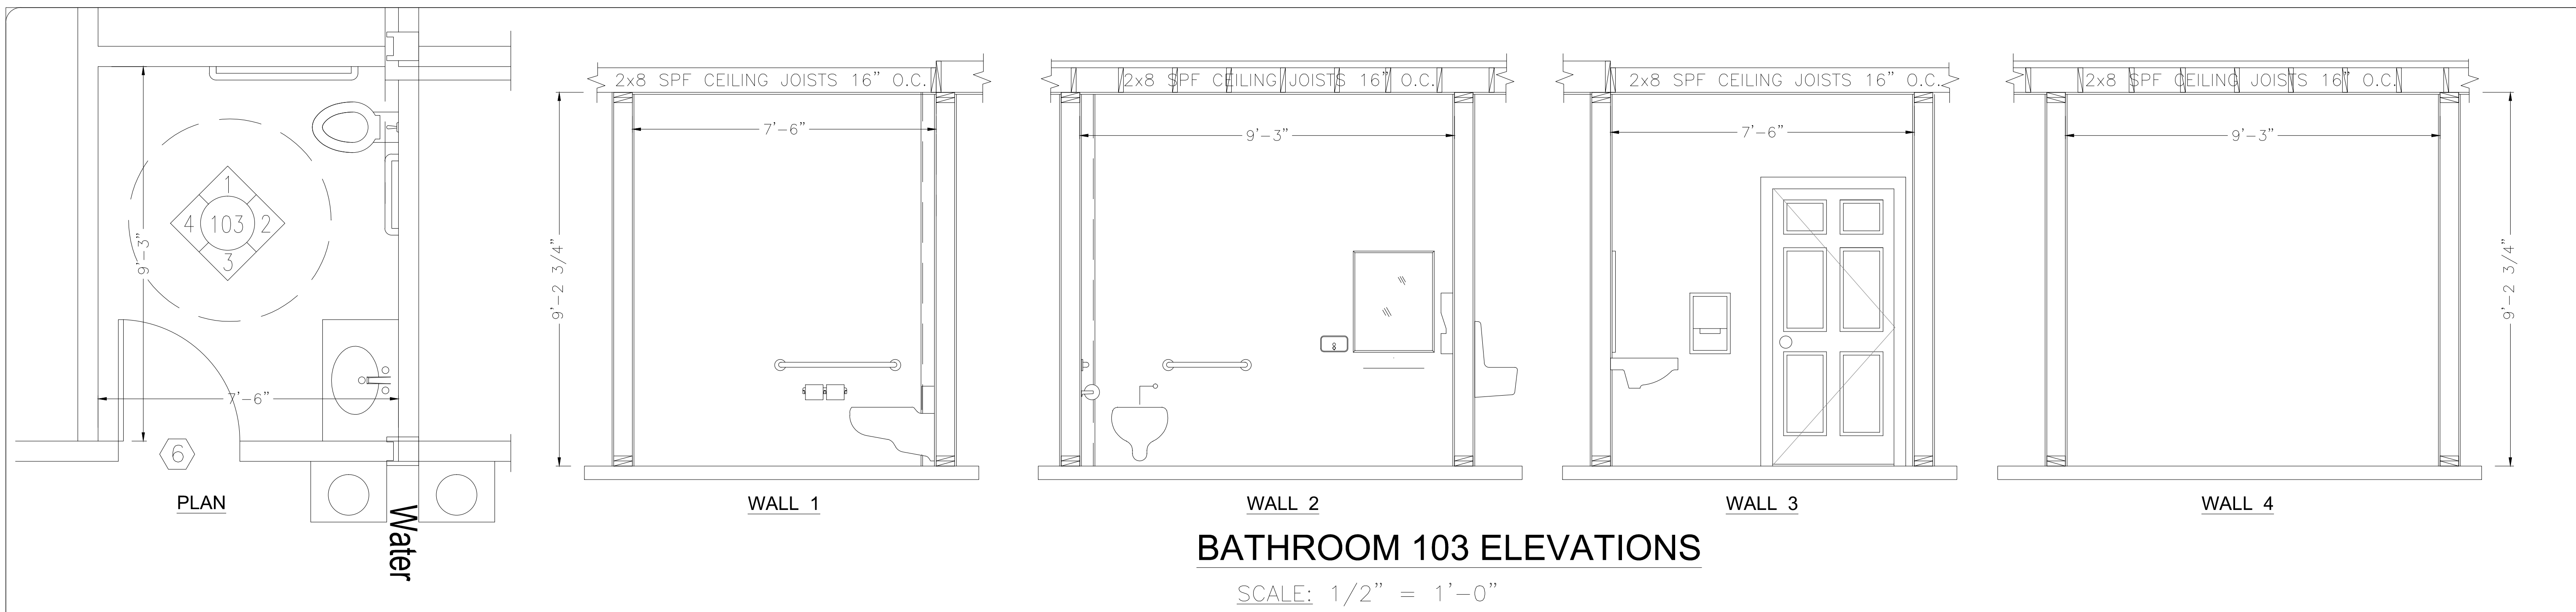 1
4 103 2
3
9'-3"
7'-6"
6
PLAN
Water
2x8 SPF CEILING JOISTS 16" O.C.
7'-6"
9'-2 3/4"
WALL 1
2x8 SPF CEILING JOISTS 16" O.C.
9'-3"
WALL 2
2x8 SPF CEILING JOISTS 16" O.C.
7'-6"
WALL 3
2x8 SPF CEILING JOISTS 16" O.C.
9'-3"
9'-2 3/4"
WALL 4
BATHROOM 103 ELEVATIONS
SCALE: 1/2" = 1'-0"